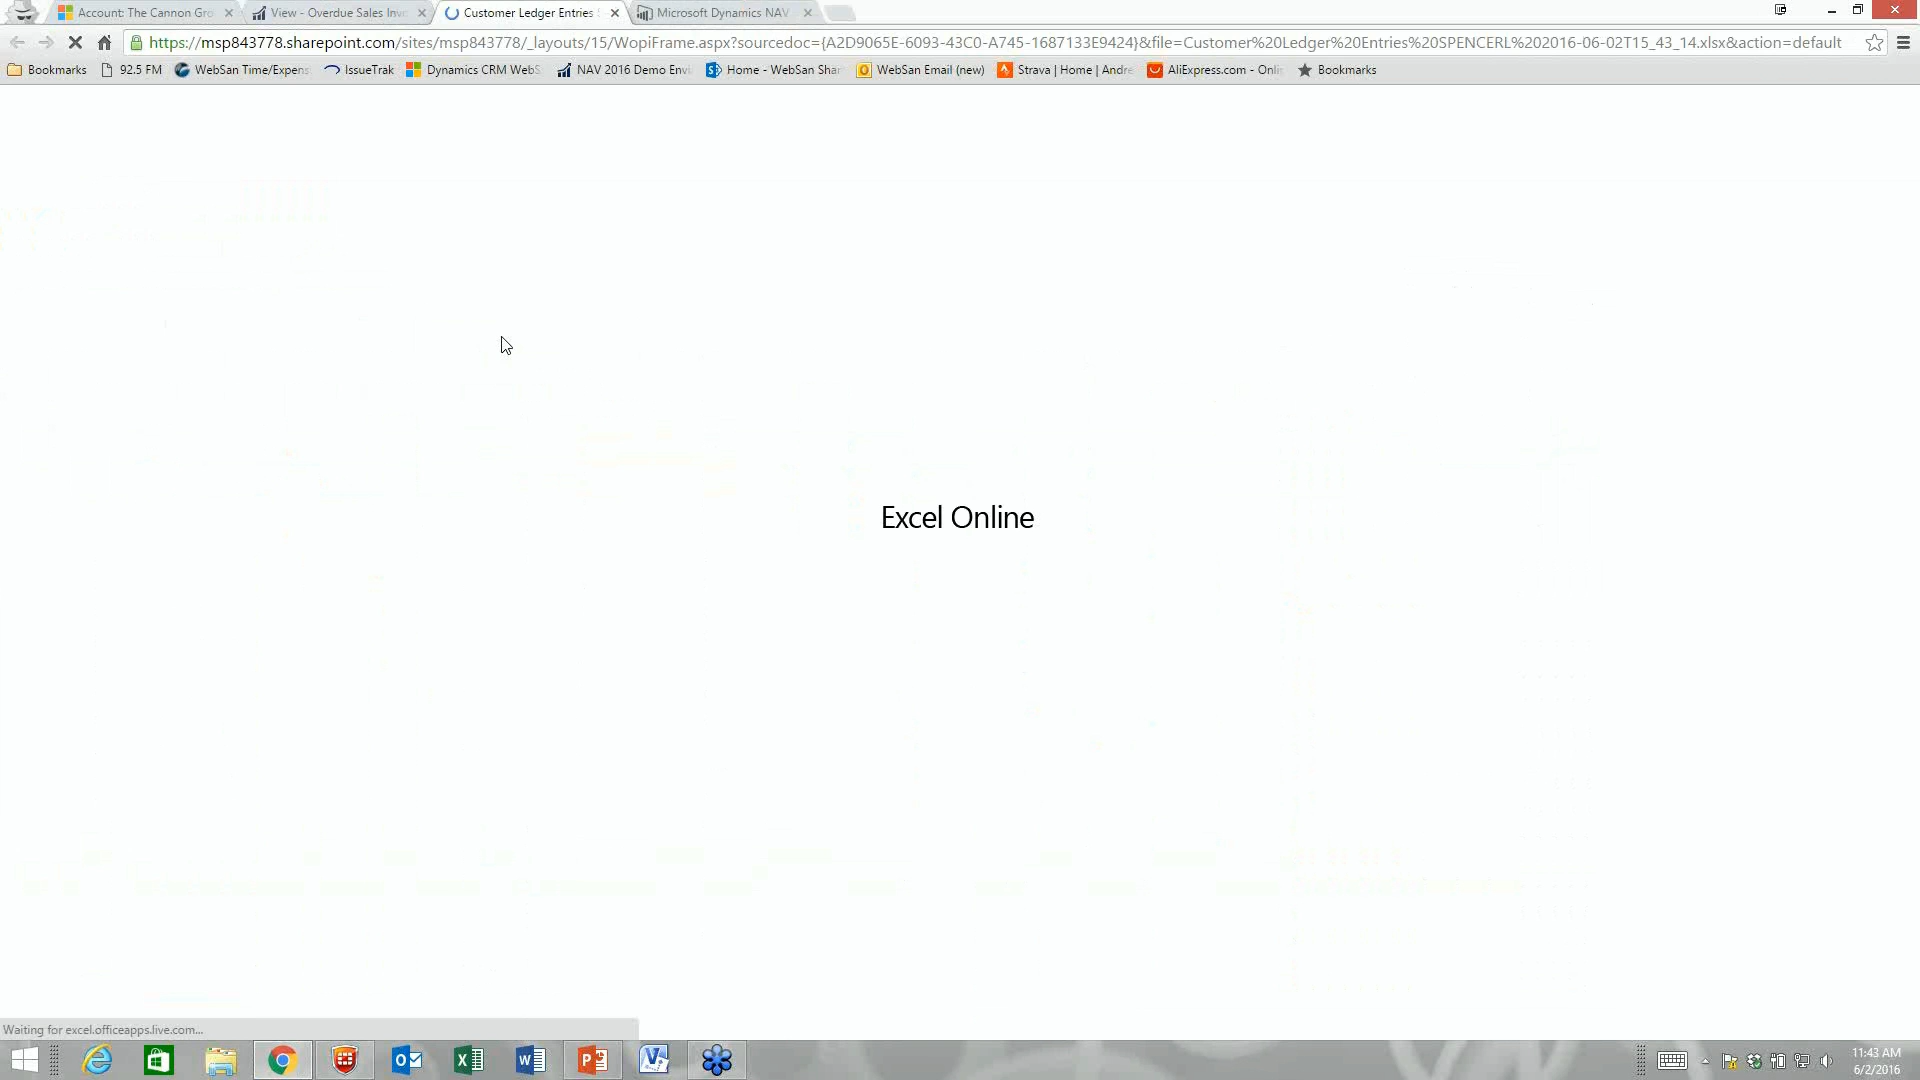 Account: The Cannon Gro
View - Overdue Sales Inv
Customer Ledger Entries
Microsoft Dynamics NAV
https://msp843778.sharepoint.com/sites/msp843778/_layouts/15/WopiFrame.aspx?sourcedoc={A2D9065E-6093-43C0-A745-1687133E9424}&file=Customer%20Ledger%20Entries%20SPENCERL%202016-06-02T15_43_14.xlsx&action=default
Bookmarks
92.5 FM
WebSan Time/Expens
IssueTrak
Dynamics CRM WebS
NAV 2016 Demo Envi
Home - WebSan Shar
WebSan Email (new)
Strava | Home | Andre
AliExpress.com - Onli
Bookmarks
Excel Online
Waiting for excel.officeapps.live.com...
11:43 AM
6/2/2016